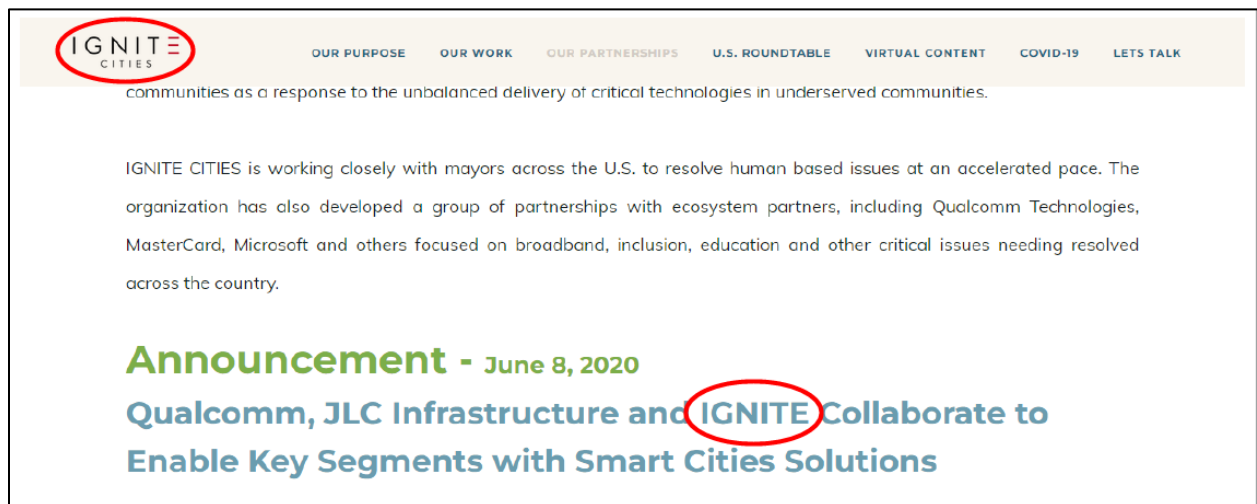 IGNITE
CITIES
OUR PURPOSE OUR WORK OUR PARTNERSHIPS U.S. ROUNDTABLE VIRTUAL CONTENT COVID-19 LETS TALK
communities as a response to the unbalanced delivery of critical technologies in underserved communities.
IGNITE CITIES is working closely with mayors across the U.S. to resolve human based issues at an accelerated pace. The
organization has also developed a group of partnerships with ecosystem partners, including Qualcomm Technologies,
MasterCard, Microsoft and others focused on broadband, inclusion, education and other critical issues needing resolved
across the country.
Announcement - June 8, 2020
Qualcomm, JLC Infrastructure and IGNITE Collaborate to
Enable Key Segments with Smart Cities Solutions